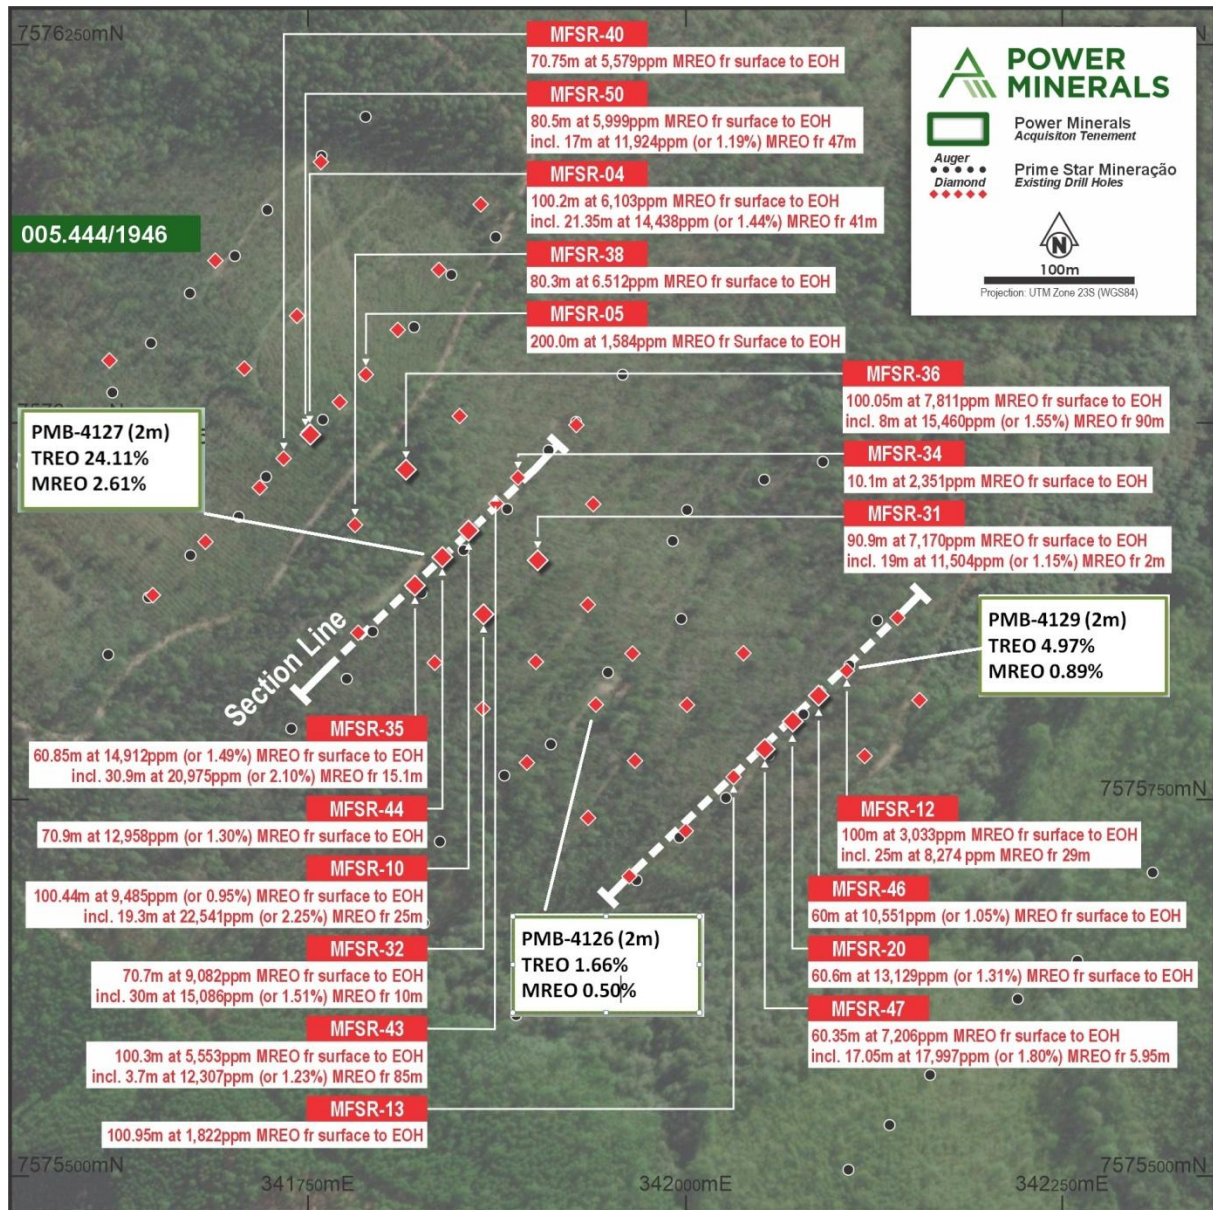 7576250mN
MFSR-40
70.75m at 5,579ppm MREO fr surface to EOH
MFSR-50
80.5m at 5,999ppm MREO fr surface to EOH
incl. 17m at 11,924ppm (or 1.19%) MREO fr 47m
MFSR-04
100.2m at 6,103ppm MREO fr surface to EOH
incl. 21.35m at 14,438ppm (or 1.44%) MREO fr 41m
MFSR-38
80.3m at 6.512ppm MREO fr surface to EOH
MFSR-05
200.0m at 1,584ppm MREO fr Surface to EOH
POWER
MINERALS
Power Minerals
Acquisiton Tenement
Auger
Diamond
Prime Star Mineração
Existing Drill Holes
N
100m
Projection: UTM Zone 23S (WGS84)
005.444/1946
MFSR-36
100.05m at 7,811ppm MREO fr surface to EOH
incl. 8m at 15,460ppm (or 1.55%) MREO fr 90m
MFSR-34
10.1m at 2,351ppm MREO fr surface to EOH
MFSR-31
90.9m at 7,170ppm MREO fr surface to EOH
incl. 19m at 11,504ppm (or 1.15%) MREO fr 2m
PMB-4127 (2m)
TREO 24.11%
MREO 2.61%
Section Line
PMB-4129 (2m)
TREO 4.97%
MREO 0.89%
MFSR-35
60.85m at 14,912ppm (or 1.49%) MREO fr surface to EOH
incl. 30.9m at 20,975ppm (or 2.10%) MREO fr 15.1m
MFSR-44
70.9m at 12,958ppm (or 1.30%) MREO fr surface to EOH
MFSR-10
100.44m at 9,485ppm (or 0.95%) MREO fr surface to EOH
incl. 19.3m at 22,541ppm (or 2.25%) MREO fr 25m
MFSR-32
70.7m at 9,082ppm MREO fr surface to EOH
incl. 30m at 15,086ppm (or 1.51%) MREO fr 10m
MFSR-43
100.3m at 5,553ppm MREO fr surface to EOH
incl. 3.7m at 12,307ppm (or 1.23%) MREO fr 85m
MFSR-13
100.95m at 1,822ppm MREO fr surface to EOH
PMB-4126 (2m)
TREO 1.66%
MREO 0.50%
7575750mN
MFSR-12
100m at 3,033ppm MREO fr surface to EOH
incl. 25m at 8,274 ppm MREO fr 29m
MFSR-46
60m at 10,551ppm (or 1.05%) MREO fr surface to EOH
MFSR-20
60.6m at 13,129ppm (or 1.31%) MREO fr surface to EOH
MFSR-47
60.35m at 7,206ppm MREO fr surface to EOH
incl. 17.05m at 17,997ppm (or 1.80%) MREO fr 5.95m
7575500mN
7575500mN
341750mE
342000mE
342250mE